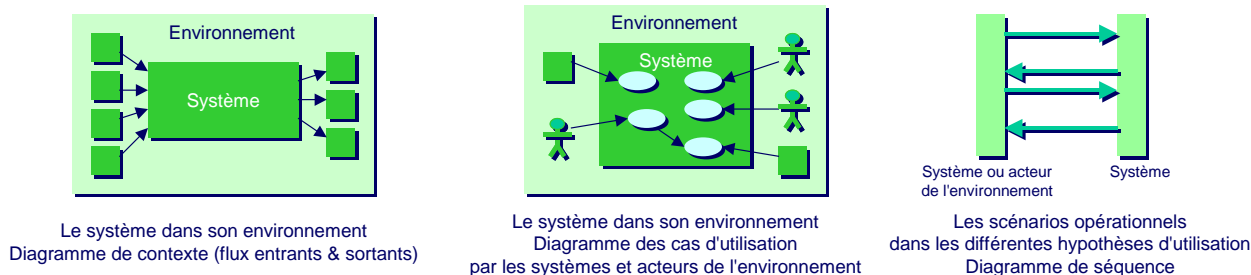 Environnement
Système
Le système dans son environnement
Diagramme de contexte (flux entrants & sortants)
Environnement
Système
Le système dans son environnement
Diagramme des cas d'utilisation
par les systèmes et acteurs de l'environnement
Système ou acteur
de l'environnement
Système
Les scénarios opérationnels
dans les différentes hypothèses d'utilisation
Diagramme de séquence